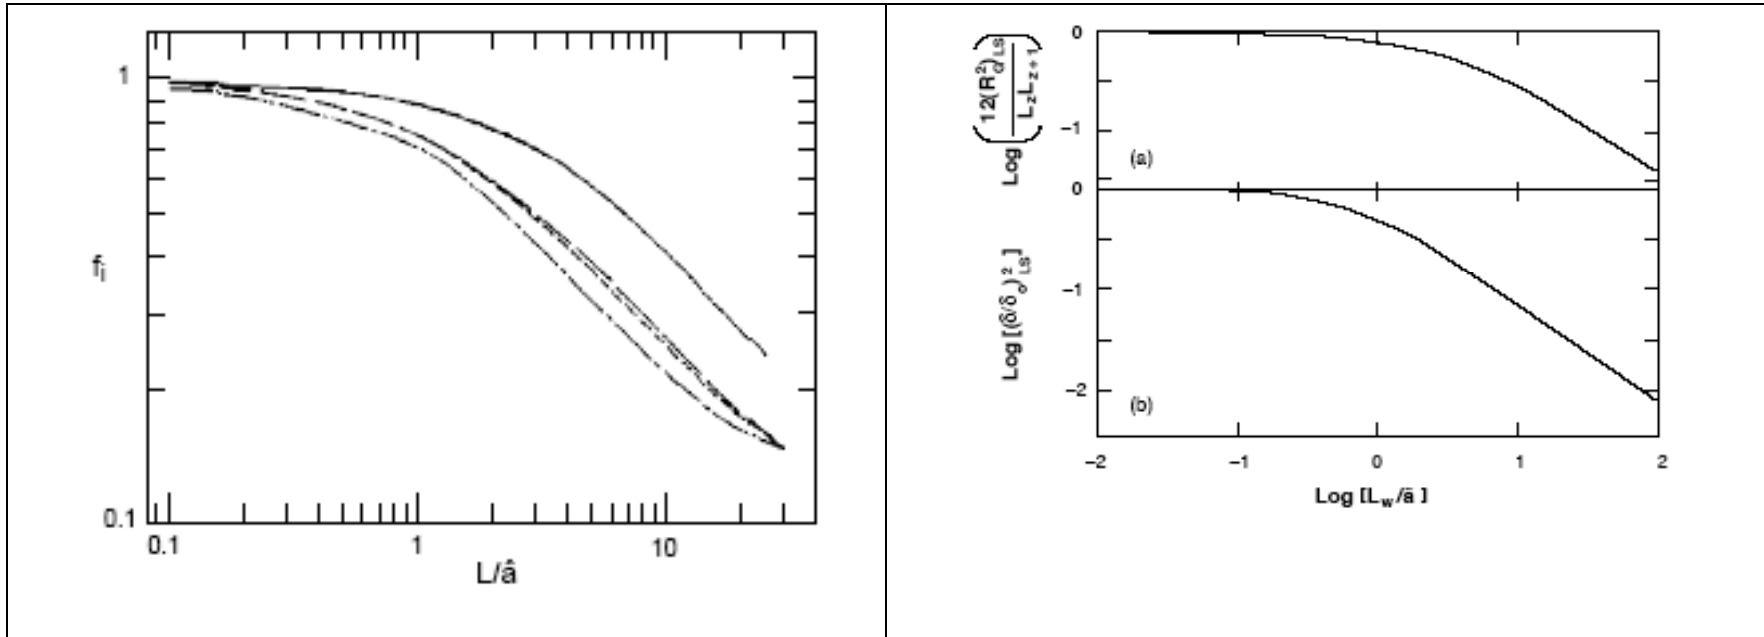 1
f_i
0.1
0.1 1 10
L/â
0
Log (12(R²_G)_LS / L_z L_z+1)
−1
(a)
0
Log [(δ/δ_o)²_LS]
−1
−2
(b)
−2 −1 0 1 2
Log [L_w/ā]